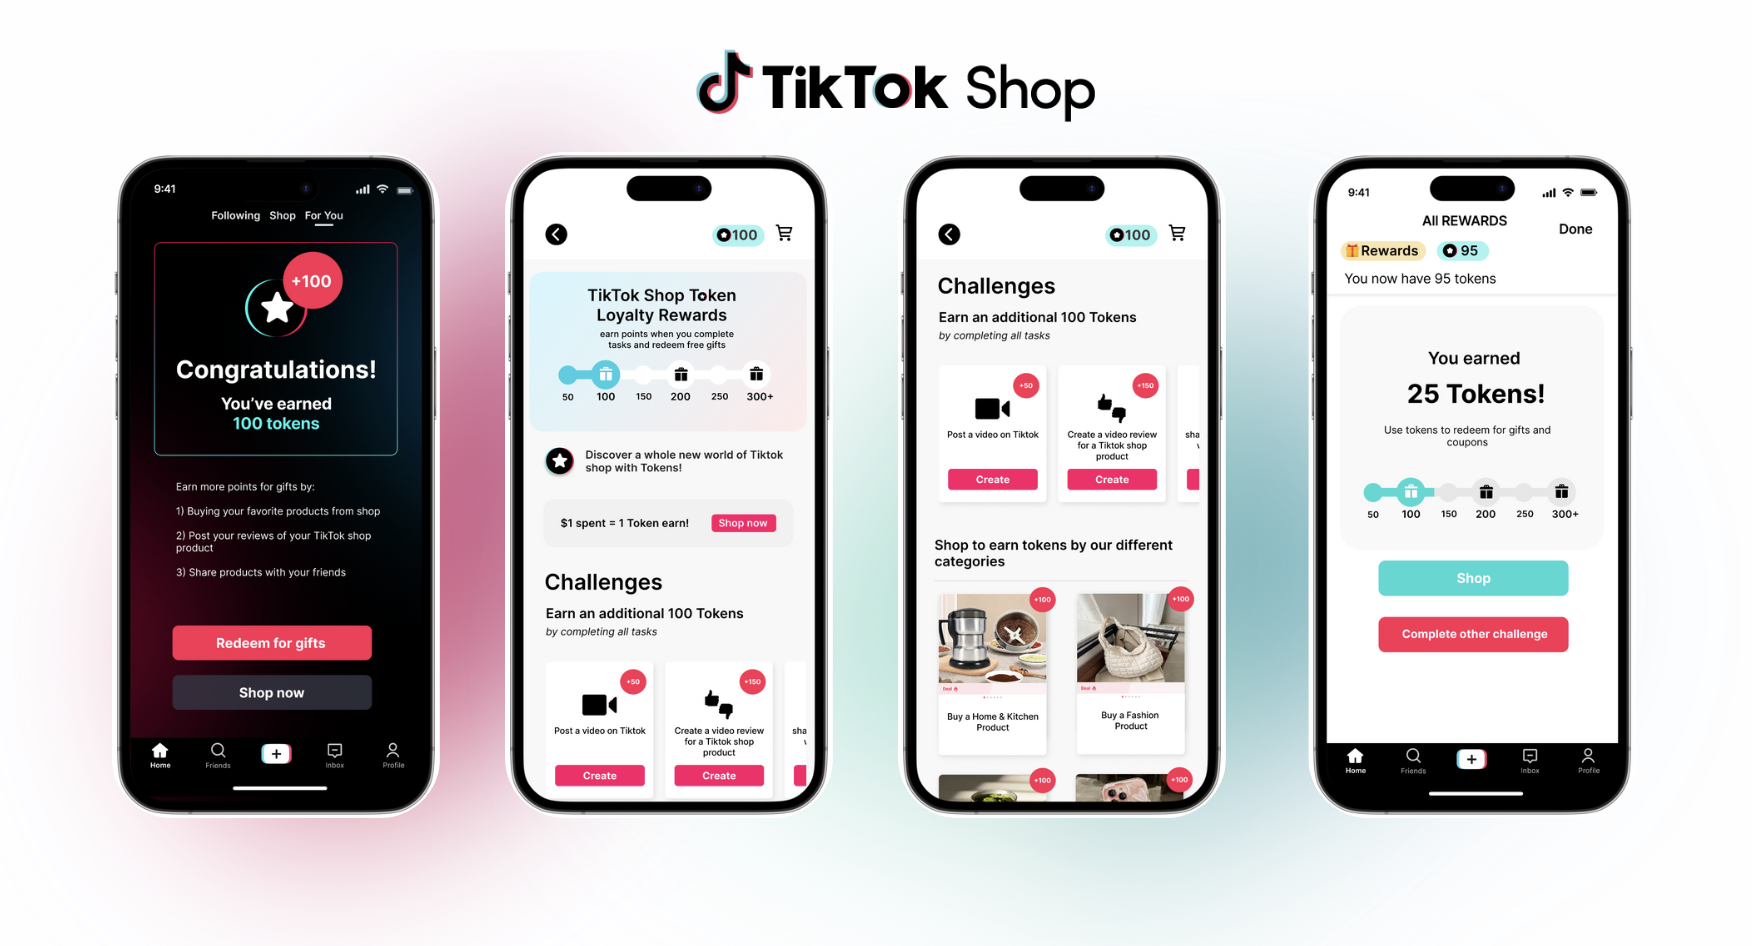 TikTok Shop
9:41
Following Shop For You
+100
Congratulations!
You've earned
100 tokens
Earn more points for gifts by:
1) Buying your favorite products from shop
2) Post your reviews of your TikTok shop
product
3) Share products with your friends
Redeem for gifts
Shop now
Home Friends Inbox Profile
100
TikTok Shop Token
Loyalty Rewards
earn points when you complete
tasks and redeem free gifts
50 100 150 200 250 300+
Discover a whole new world of Tiktok
shop with Tokens!
$1 spent = 1 Token earn! Shop now
Challenges
Earn an additional 100 Tokens
by completing all tasks
+50 +150
Post a video on Tiktok
Create a video review
for a Tiktok shop
product
sha
Create Create
100
Challenges
Earn an additional 100 Tokens
by completing all tasks
+50 +150
Post a video on Tiktok
Create a video review
for a Tiktok shop
product
sha
Create Create
Shop to earn tokens by our different
categories
+100 +100
Deal Deal
Buy a Home & Kitchen
Product
Buy a Fashion
Product
+100 +100
9:41
All REWARDS
Done
Rewards 95
You now have 95 tokens
You earned
25 Tokens!
Use tokens to redeem for gifts and
coupons
50 100 150 200 250 300+
Shop
Complete other challenge
Home Friends Inbox Profile